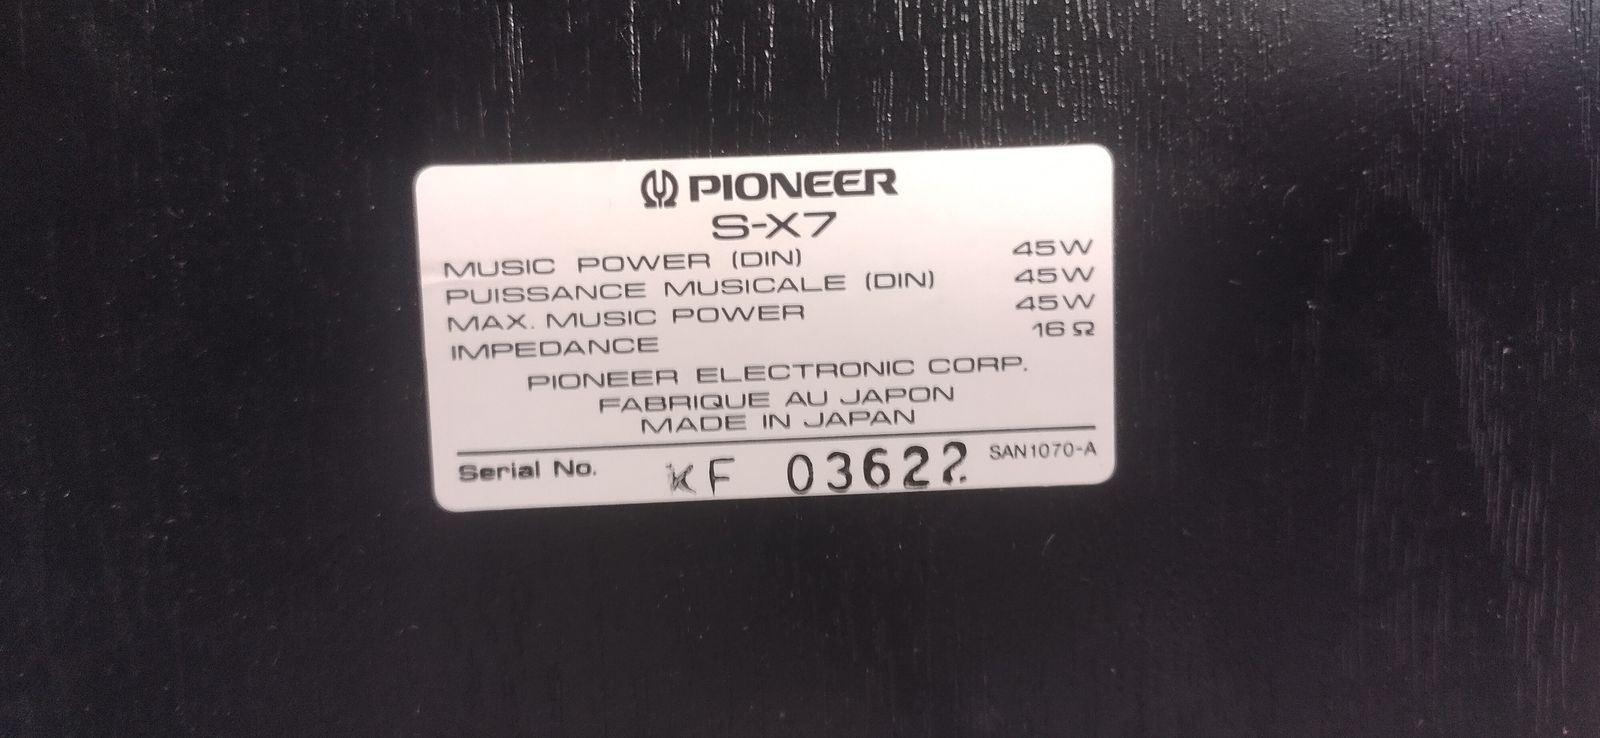 PIONEER
S-X7
MUSIC POWER (DIN) 45W
PUISSANCE MUSICALE (DIN) 45W
MAX. MUSIC POWER 45W
IMPEDANCE 16 Ω
PIONEER ELECTRONIC CORP.
FABRIQUE AU JAPON
MADE IN JAPAN
Serial No. KF 03622 SAN1070-A